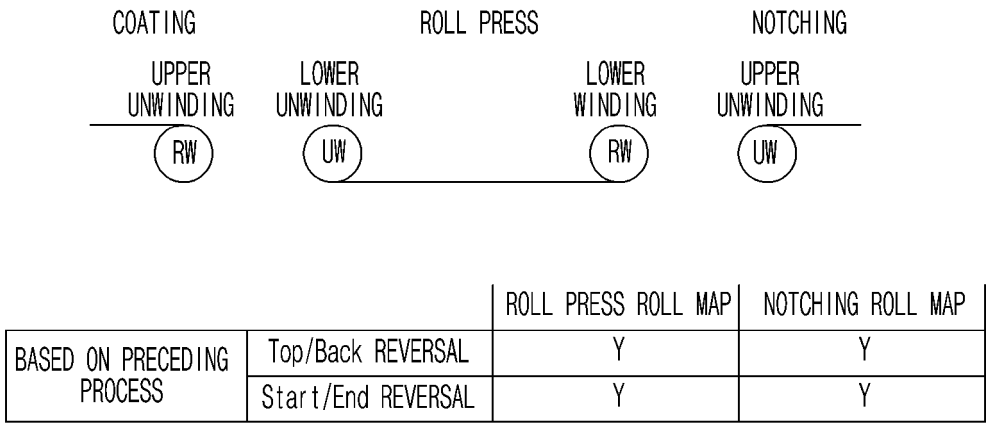 COATING ROLL PRESS NOTCHING
UPPER UNWINDING LOWER UNWINDING LOWER WINDING UPPER UNWINDING
RW UW RW UW
ROLL PRESS ROLL MAP NOTCHING ROLL MAP
BASED ON PRECEDING PROCESS Top/Back REVERSAL Y Y
Start/End REVERSAL Y Y